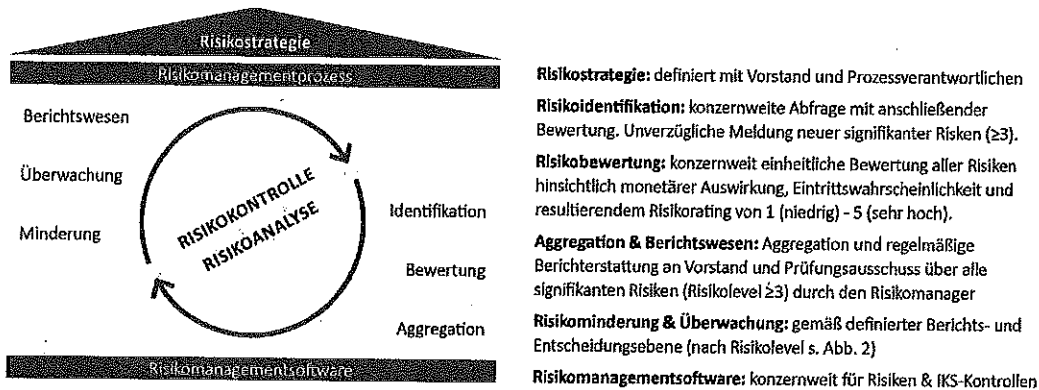 Risikostrategie
Risikomanagementprozess
Berichtswesen
Überwachung
Minderung
RISIKOKONTROLLE
RISIKOANALYSE
Identifikation
Bewertung
Aggregation
Risikomanagementsoftware
Risikostrategie: definiert mit Vorstand und Prozessverantwortlichen
Risikoidentifikation: konzernweite Abfrage mit anschließender
Bewertung. Unverzügliche Meldung neuer signifikanter Risken (≥3).
Risikobewertung: konzernweit einheitliche Bewertung aller Risiken
hinsichtlich monetärer Auswirkung, Eintrittswahrscheinlichkeit und
resultierendem Risikorating von 1 (niedrig) - 5 (sehr hoch).
Aggregation & Berichtswesen: Aggregation und regelmäßige
Berichterstattung an Vorstand und Prüfungsausschuss über alle
signifikanten Risiken (Risikolevel ≥3) durch den Risikomanager
Risikominderung & Überwachung: gemäß definierter Berichts- und
Entscheidungsebene (nach Risikolevel s. Abb. 2)
Risikomanagementsoftware: konzernweit für Risiken & IKS-Kontrollen